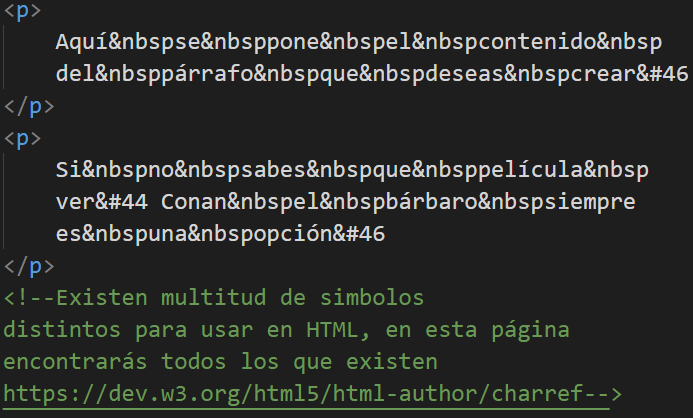 <p>
Aquí&nbspse&nbsppone&nbspel&nbspcontenido&nbsp
del&nbsppárrafo&nbspque&nbspdeseas&nbspcrear&#46
</p>
<p>
Si&nbspno&nbspsabes&nbspque&nbsppelícula&nbsp
ver&#44 Conan&nbspel&nbspbárbaro&nbspsiempre
es&nbspuna&nbspopción&#46
</p>
<!--Existen multitud de simbolos
distintos para usar en HTML, en esta página
encontrarás todos los que existen
https://dev.w3.org/html5/html-author/charref-->